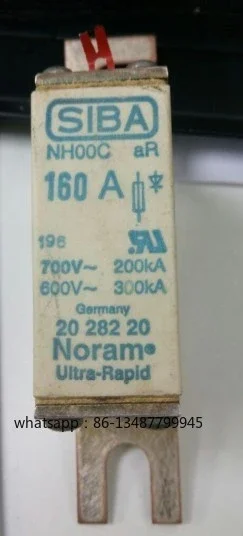 H
SIBA
NH00C aR
160 A
196
700V~ 200kA
600V~ 300kA
Germany
20 282 20
Noram®
Ultra-Rapid
whatsapp：86-13487799945